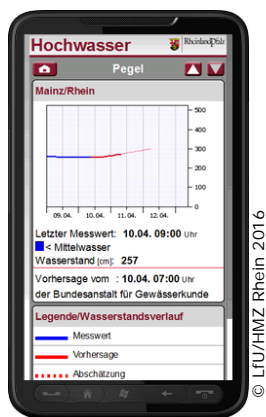 Hochwasser
RheinlandPfalz
Pegel
Mainz/Rhein
500
400
300
200
100
0
09.04. 10.04. 11.04. 12.04.
Letzter Messwert: 10.04. 09:00 Uhr
< Mittelwasser
Wasserstand [cm]: 257
Vorhersage vom : 10.04. 07:00 Uhr
der Bundesanstalt für Gewässerkunde
Legende/Wasserstandsverlauf
Messwert
Vorhersage
Abschätzung
© LfU/HMZ Rhein 2016